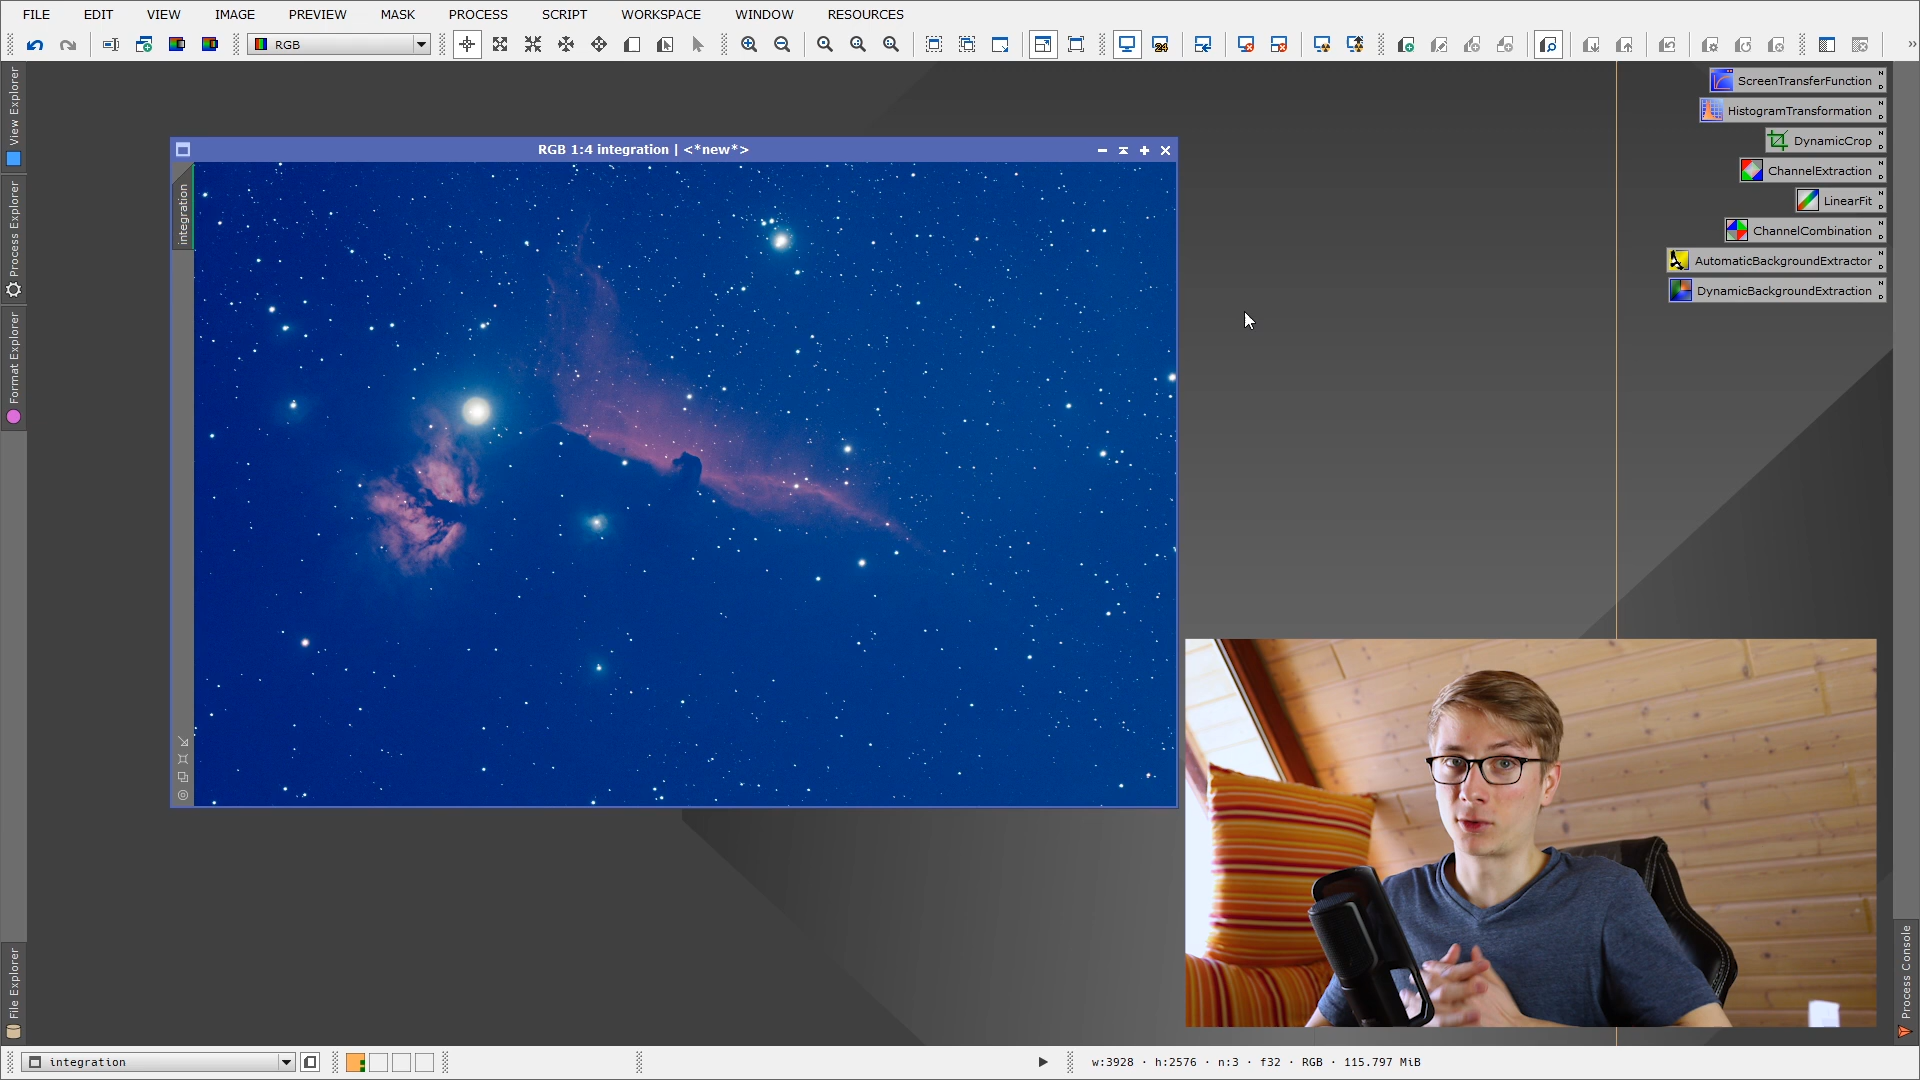 FILE EDIT VIEW IMAGE PREVIEW MASK PROCESS SCRIPT WORKSPACE WINDOW RESOURCES
RGB
24
View Explorer
Process Explorer
Format Explorer
File Explorer
RGB 1:4 integration | <*new*>
integration
ScreenTransferFunction
HistogramTransformation
DynamicCrop
ChannelExtraction
LinearFit
ChannelCombination
AutomaticBackgroundExtractor
DynamicBackgroundExtraction
Process Console
integration
w:3928 · h:2576 · n:3 · f32 · RGB · 115.797 MiB